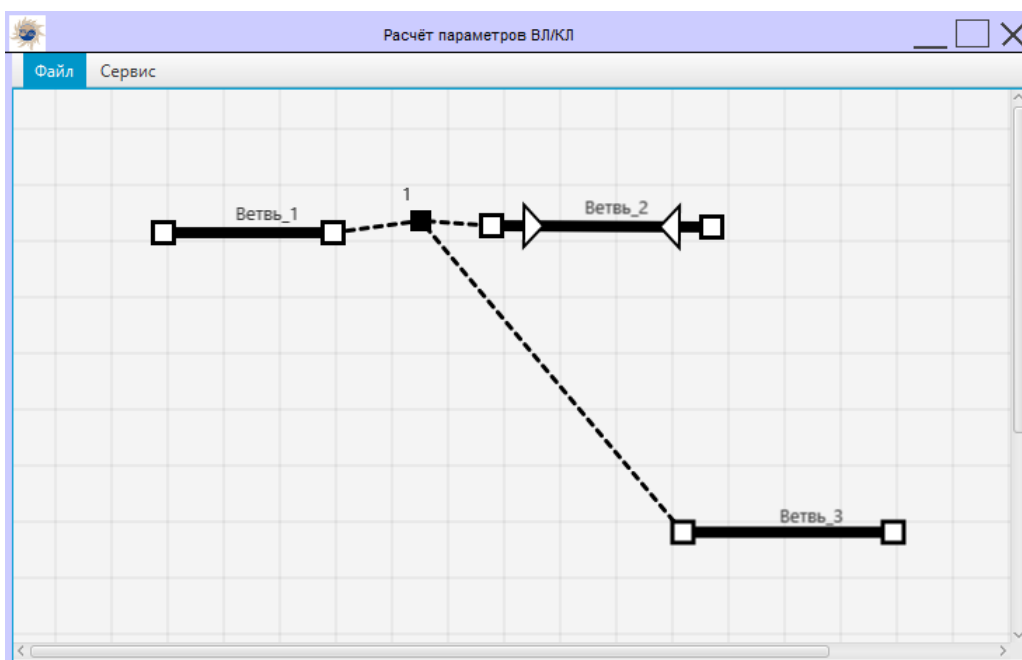 Расчёт параметров ВЛ/КЛ
Файл Сервис
1
Ветвь_1
Ветвь_2
Ветвь_3